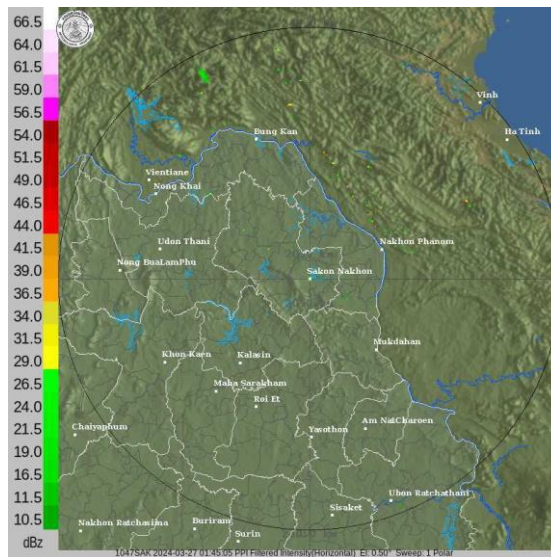 66.5
64.0
61.5
59.0
56.5
54.0
51.5
49.0
46.5
44.0
41.5
39.0
36.5
34.0
31.5
29.0
26.5
24.0
21.5
19.0
16.5
14.5
12.5
10.5
dBz
Vinh
Ha Tinh
Bung Kan
Vientiane
Nong Khai
Udon Thani
Nakhon Phanom
Nong BuaLamPhu
Sakon Nakhon
Mukdahan
Khon Kaen
Kalasin
Maha Sarakham
Roi Et
Chaiyaphum
Yasothon
Am NatCharoen
Ubon Ratchathani
Sisaket
Nakhon Ratchasima
Buriram
Surin
1047SAK 2024-03-27 01:45:05 PPI Filtered Intensity(Horizontal) El: 0.50° Sweep: 1 Polar